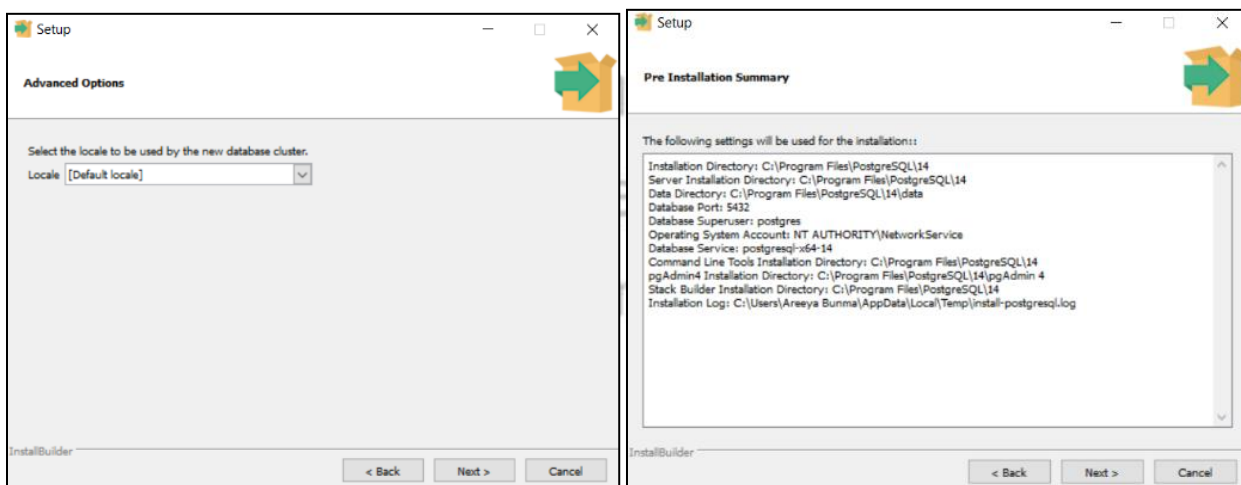 Setup
Advanced Options
Select the locale to be used by the new database cluster.
Locale [Default locale]
InstallBuilder
< Back Next > Cancel
Setup
Pre Installation Summary
The following settings will be used for the installation::
Installation Directory: C:\Program Files\PostgreSQL\14
Server Installation Directory: C:\Program Files\PostgreSQL\14
Data Directory: C:\Program Files\PostgreSQL\14\data
Database Port: 5432
Database Superuser: postgres
Operating System Account: NT AUTHORITY\NetworkService
Database Service: postgresql-x64-14
Command Line Tools Installation Directory: C:\Program Files\PostgreSQL\14
pgAdmin4 Installation Directory: C:\Program Files\PostgreSQL\14\pgAdmin 4
Stack Builder Installation Directory: C:\Program Files\PostgreSQL\14
Installation Log: C:\Users\Areeya Bunma\AppData\Local\Temp\install-postgresql.log
InstallBuilder
< Back Next > Cancel